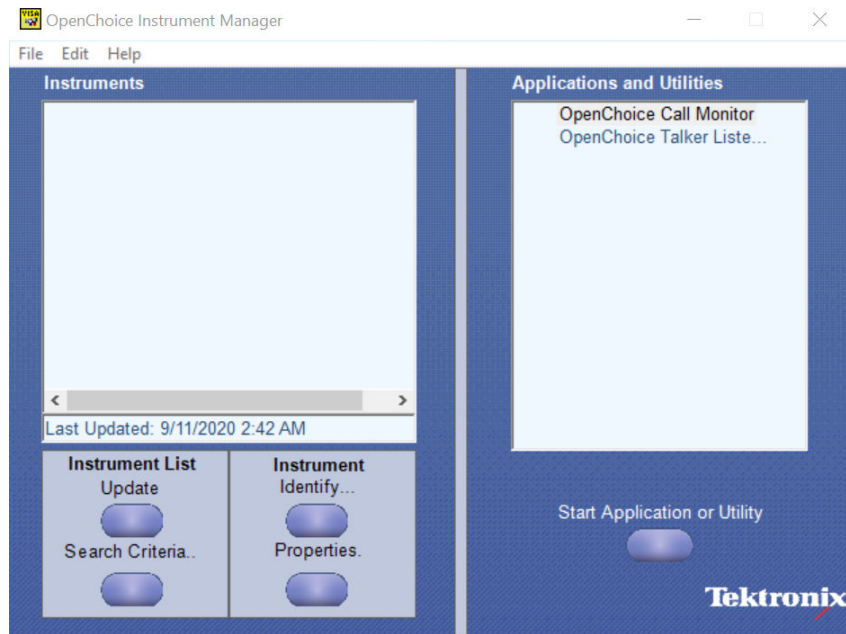 VISA
OpenChoice Instrument Manager
File Edit Help
Instruments
Last Updated: 9/11/2020 2:42 AM
Instrument List
Update
Search Criteria..
Instrument
Identify...
Properties.
Applications and Utilities
OpenChoice Call Monitor
OpenChoice Talker Liste...
Start Application or Utility
Tektronix